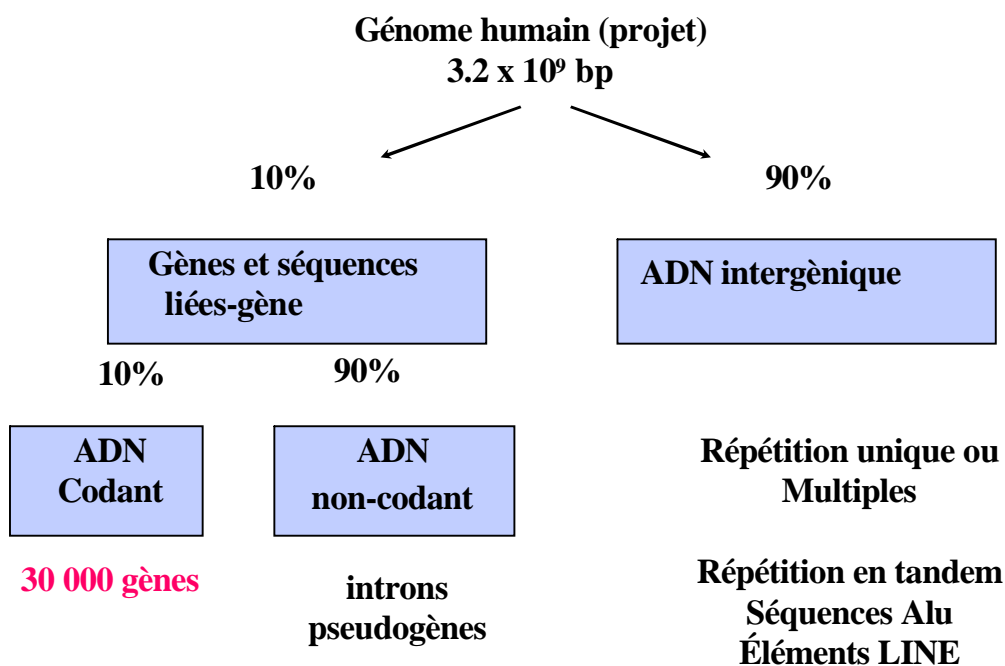 Génome humain (projet)
3.2 x 10⁹ bp
10%
90%
Gènes et séquences
liées-gène
ADN intergènique
10%
90%
ADN
Codant
ADN
non-codant
Répétition unique ou
Multiples
30 000 gènes
introns
pseudogènes
Répétition en tandem
Séquences Alu
Éléments LINE